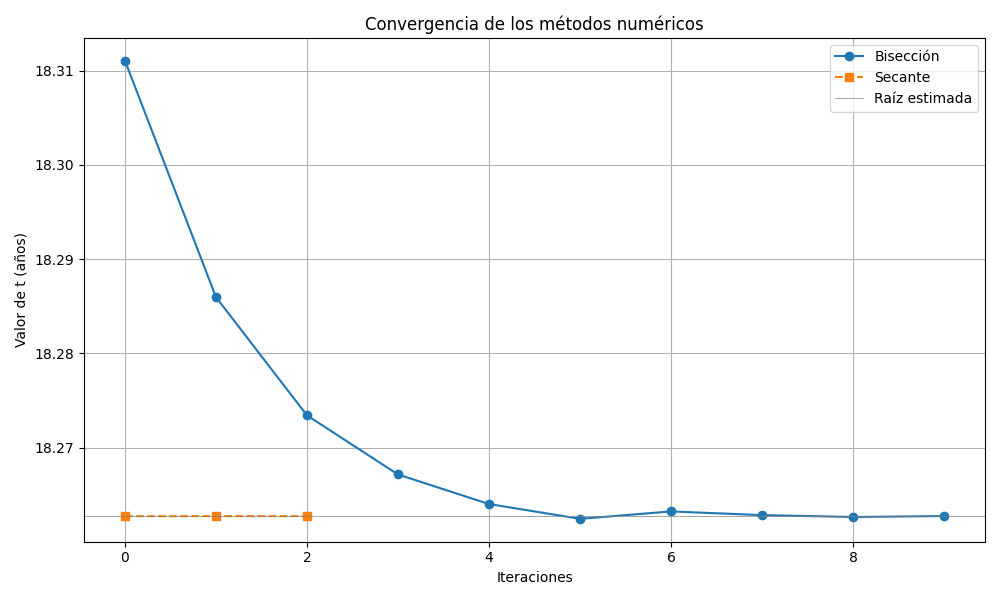 Convergencia de los métodos numéricos
Bisección
Secante
Raíz estimada
Valor de t (años)
18.31
18.30
18.29
18.28
18.27
0
2
4
6
8
Iteraciones